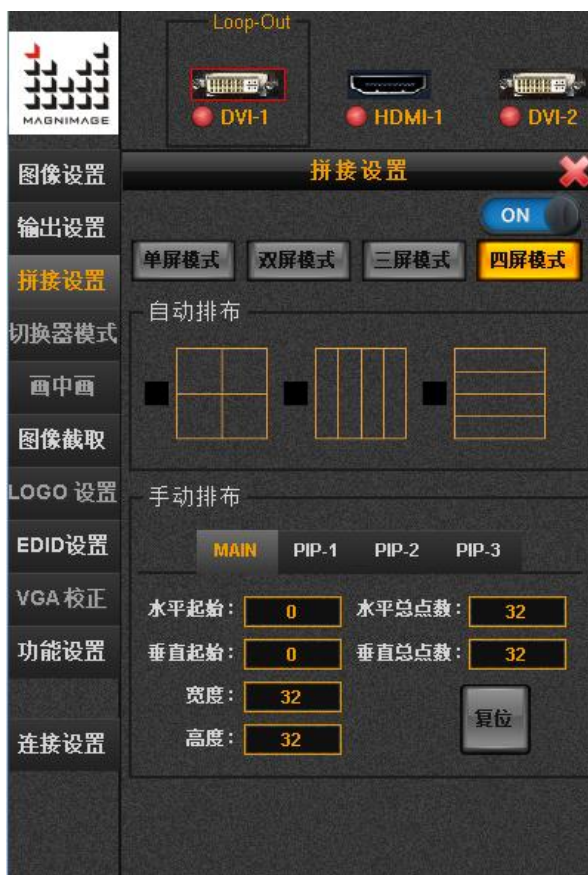 Loop-Out
MAGNIMAGE
DVI-1
HDMI-1
DVI-2
图像设置
输出设置
拼接设置
切换器模式
画中画
图像截取
LOGO 设置
EDID设置
VGA校正
功能设置
连接设置
拼接设置
ON
单屏模式
双屏模式
三屏模式
四屏模式
自动排布
手动排布
MAIN PIP-1 PIP-2 PIP-3
水平起始： 0 水平总点数： 32
垂直起始： 0 垂直总点数： 32
宽度： 32
高度： 32
复位